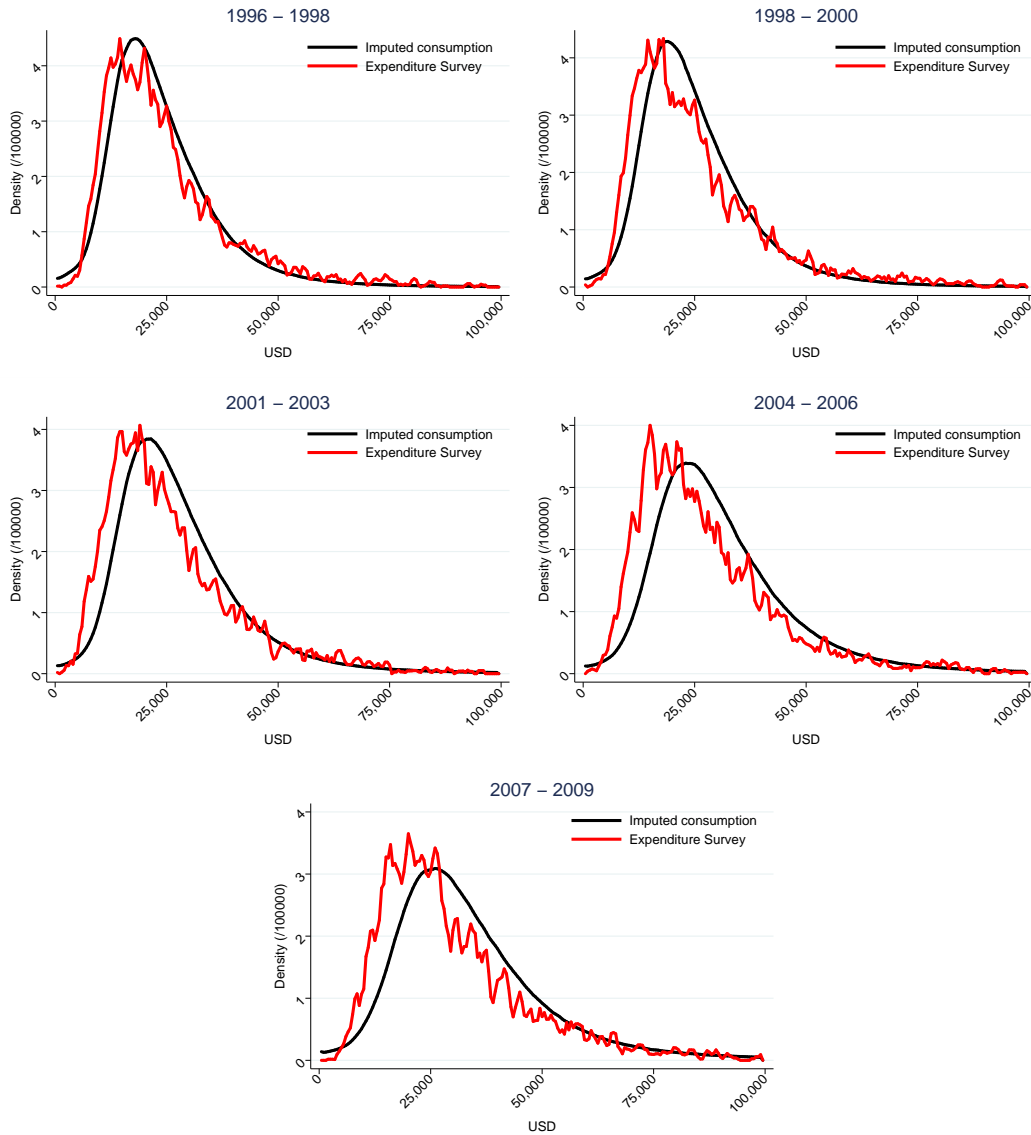 1996 – 1998
Imputed consumption
Expenditure Survey
Density (/100000)
0
1
2
3
4
0
25,000
50,000
75,000
100,000
USD
1998 – 2000
Imputed consumption
Expenditure Survey
Density (/100000)
0
1
2
3
4
0
25,000
50,000
75,000
100,000
USD
2001 – 2003
Imputed consumption
Expenditure Survey
Density (/100000)
0
1
2
3
4
0
25,000
50,000
75,000
100,000
USD
2004 – 2006
Imputed consumption
Expenditure Survey
Density (/100000)
0
1
2
3
4
0
25,000
50,000
75,000
100,000
USD
2007 – 2009
Imputed consumption
Expenditure Survey
Density (/100000)
0
1
2
3
4
0
25,000
50,000
75,000
100,000
USD